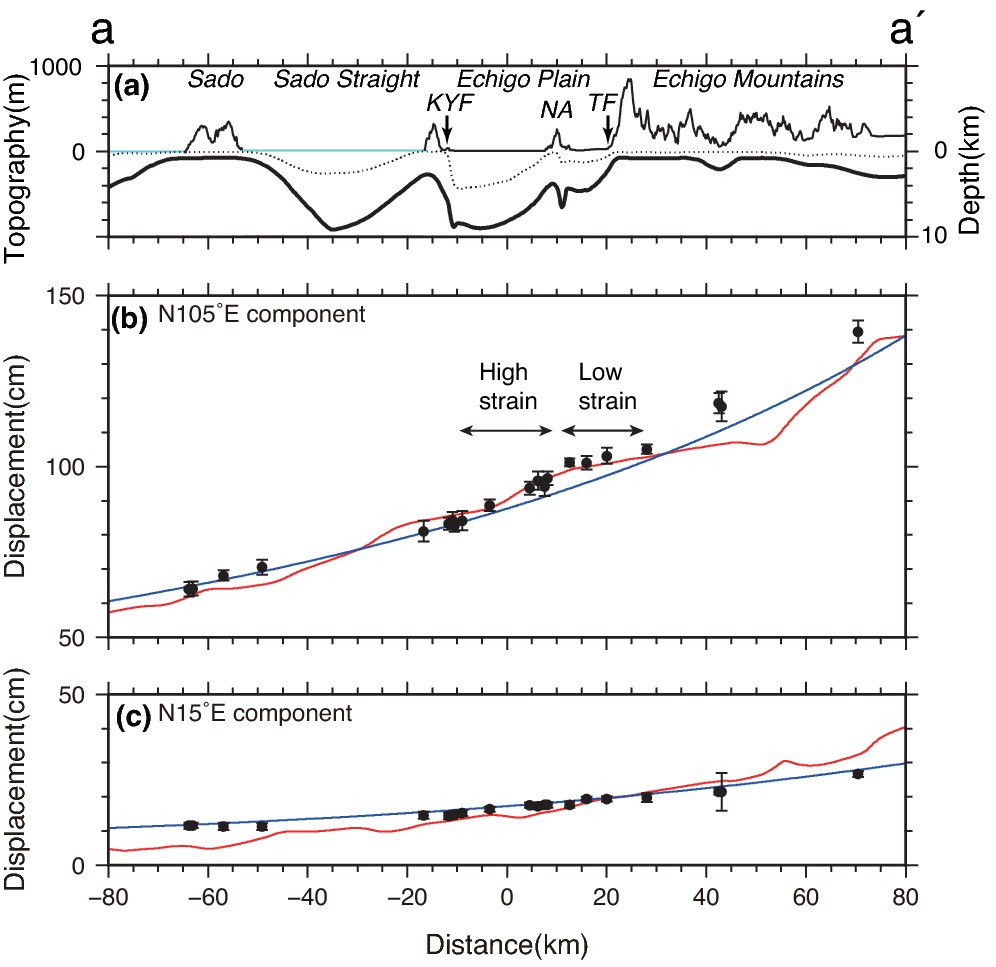 a a´
1000
(a) Sado Sado Straight Echigo Plain Echigo Mountains
KYF NA TF
Topography(m)
0 0
Depth(km)
10
150
(b) N105˚E component
High
strain
Low
strain
Displacement(cm)
100
50
50
(c) N15˚E component
Displacement(cm)
0
−80 −60 −40 −20 0 20 40 60 80
Distance(km)